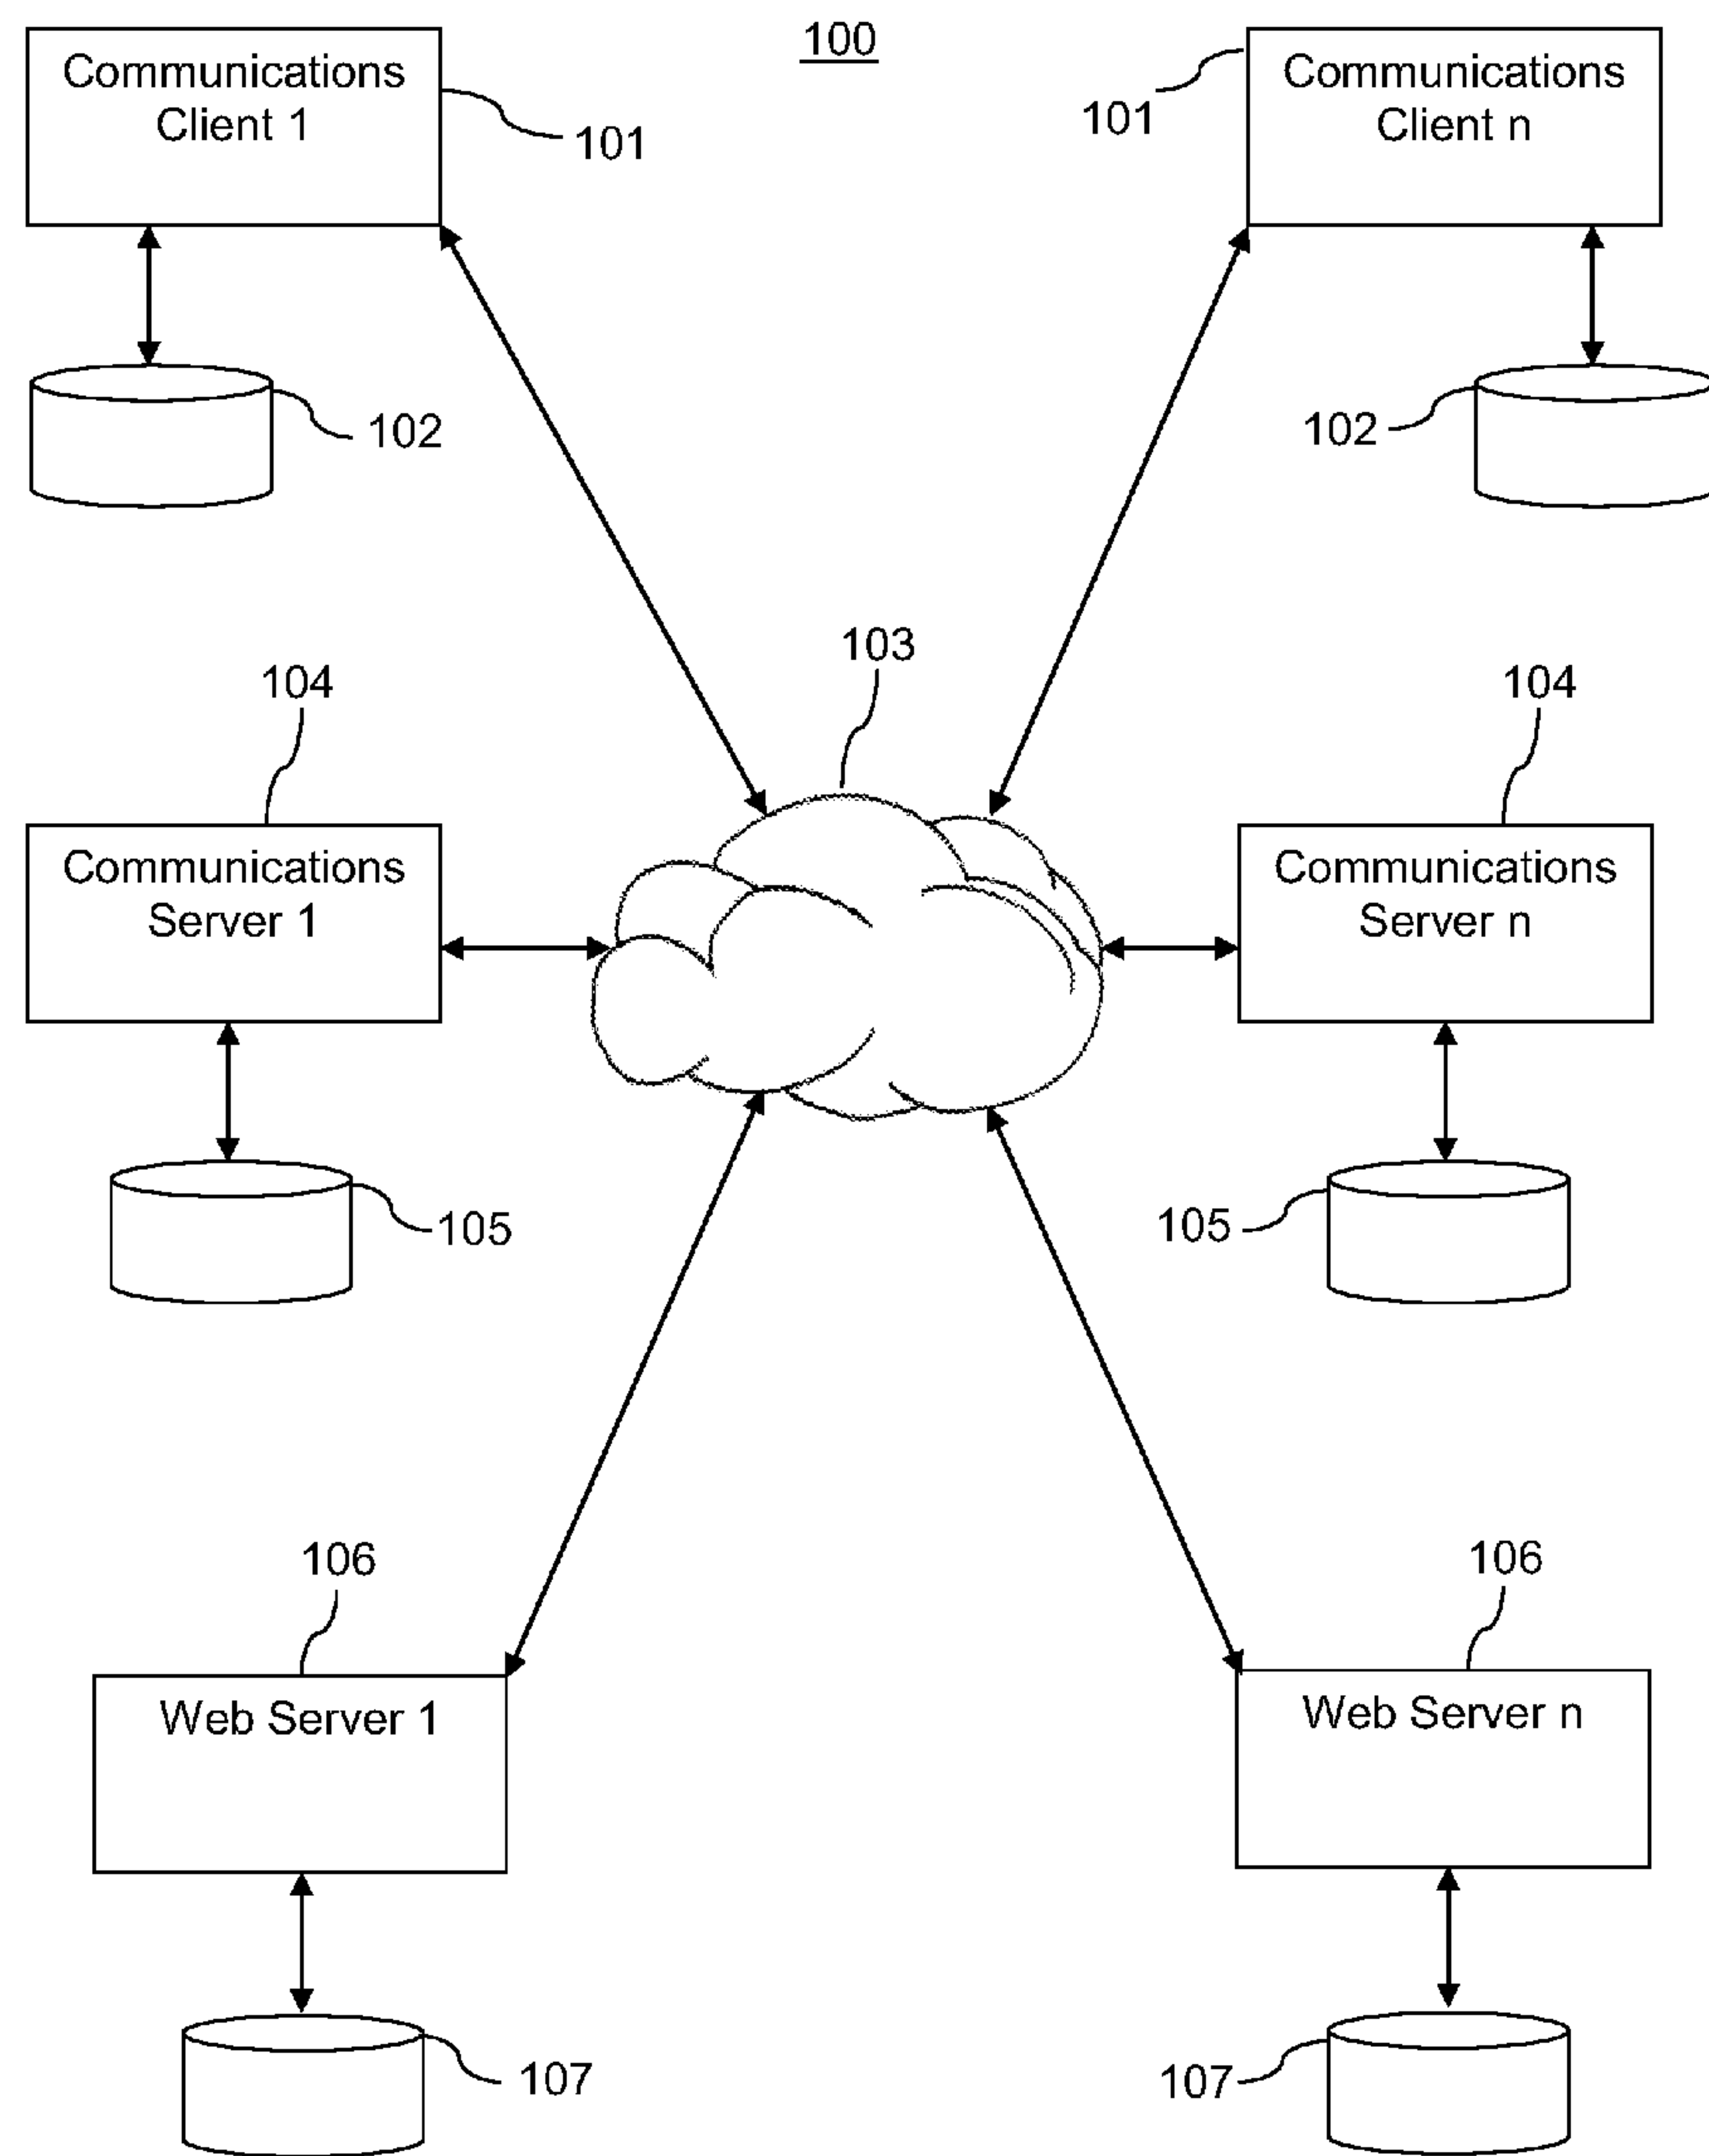 100
Communications
Client 1
101
101
Communications
Client n
102
102
103
104
104
Communications
Server 1
Communications
Server n
105
105
106
106
Web Server 1
Web Server n
107
107